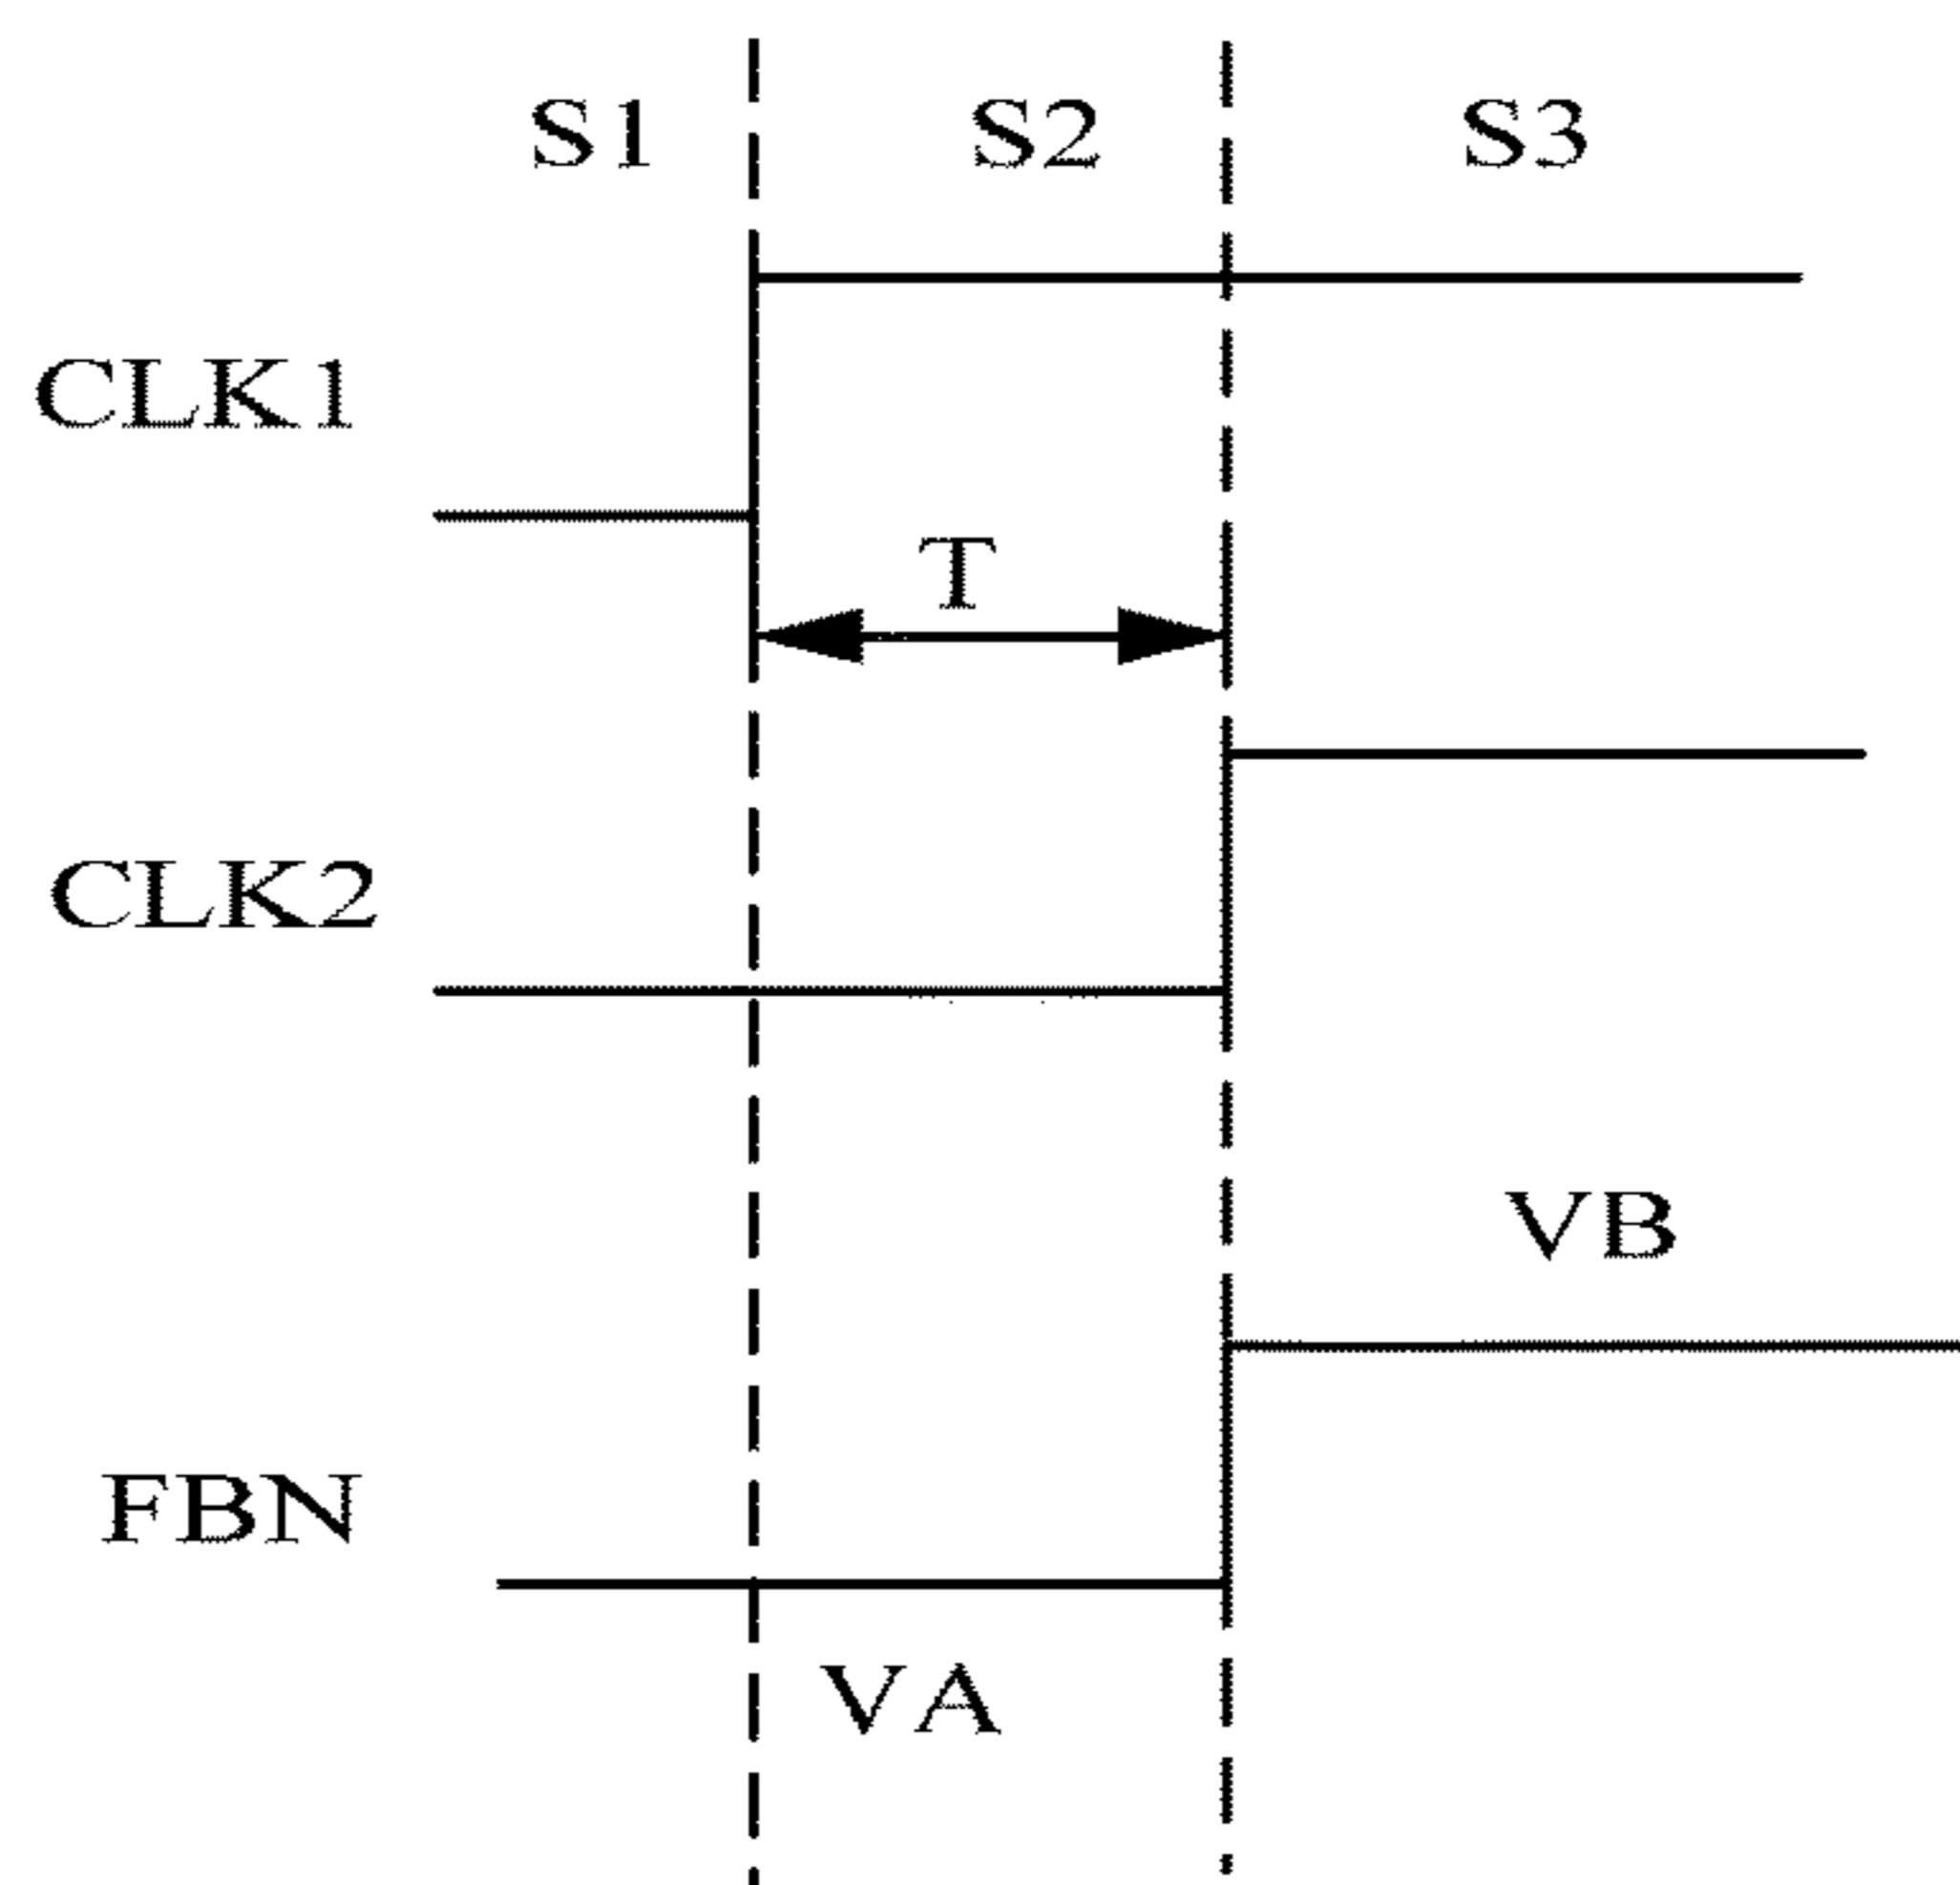 S1 S2 S3
CLK1
T
CLK2
VB
FBN
VA